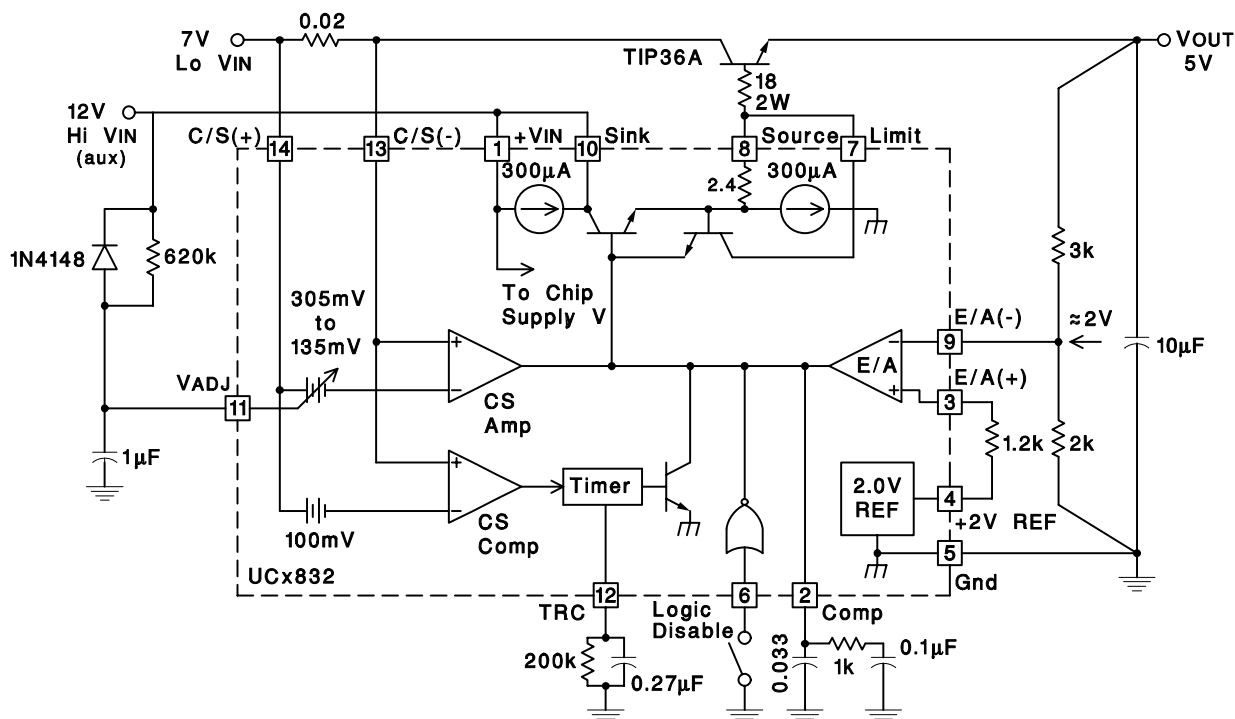 0.02
7V
Lo VIN
TIP36A
VOUT
5V
18
2W
12V
Hi VIN
(aux)
C/S(+)
14
13
C/S(-)
1
+VIN
10
Sink
8
Source
7
Limit
300µA
2.4
300µA
1N4148
620k
To Chip
Supply V
3k
305mV
to
135mV
E/A(-)
9
≈2V
10µF
E/A
VADJ
11
E/A(+)
3
CS
Amp
1.2k
2k
1µF
Timer
2.0V
REF
4
+2V REF
100mV
CS
Comp
5
Gnd
UCx832
TRC
12
Logic
Disable
6
2
Comp
200k
0.27µF
0.033
1k
0.1µF
+
−
+
−
−
+